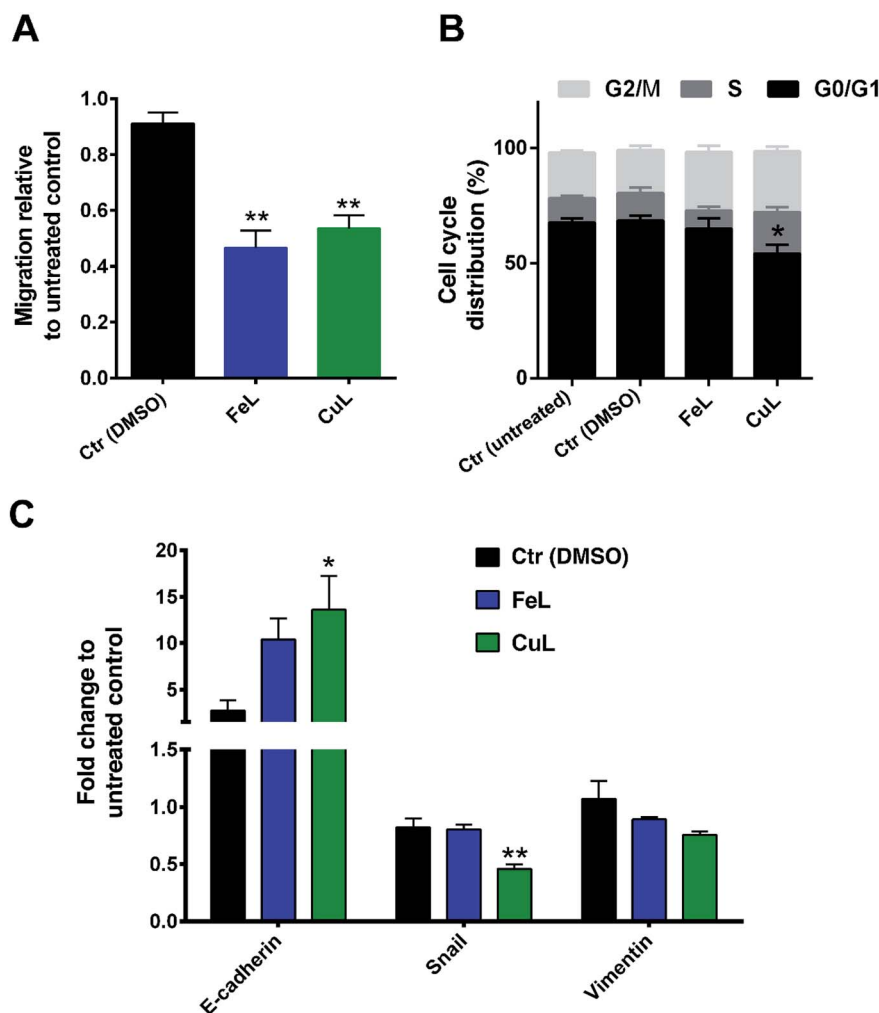 A
Migration relative
to untreated control
1.0
0.8
0.6
0.4
0.2
0.0
**
**
Ctr (DMSO)
FeL
CuL
B
G2/M
S
G0/G1
Cell cycle
distribution (%)
100
50
0
*
Ctr (untreated)
Ctr (DMSO)
FeL
CuL
C
Fold change to
untreated control
20
15
10
5
1.5
1.0
0.5
0.0
*
**
Ctr (DMSO)
FeL
CuL
E-cadherin
Snail
Vimentin